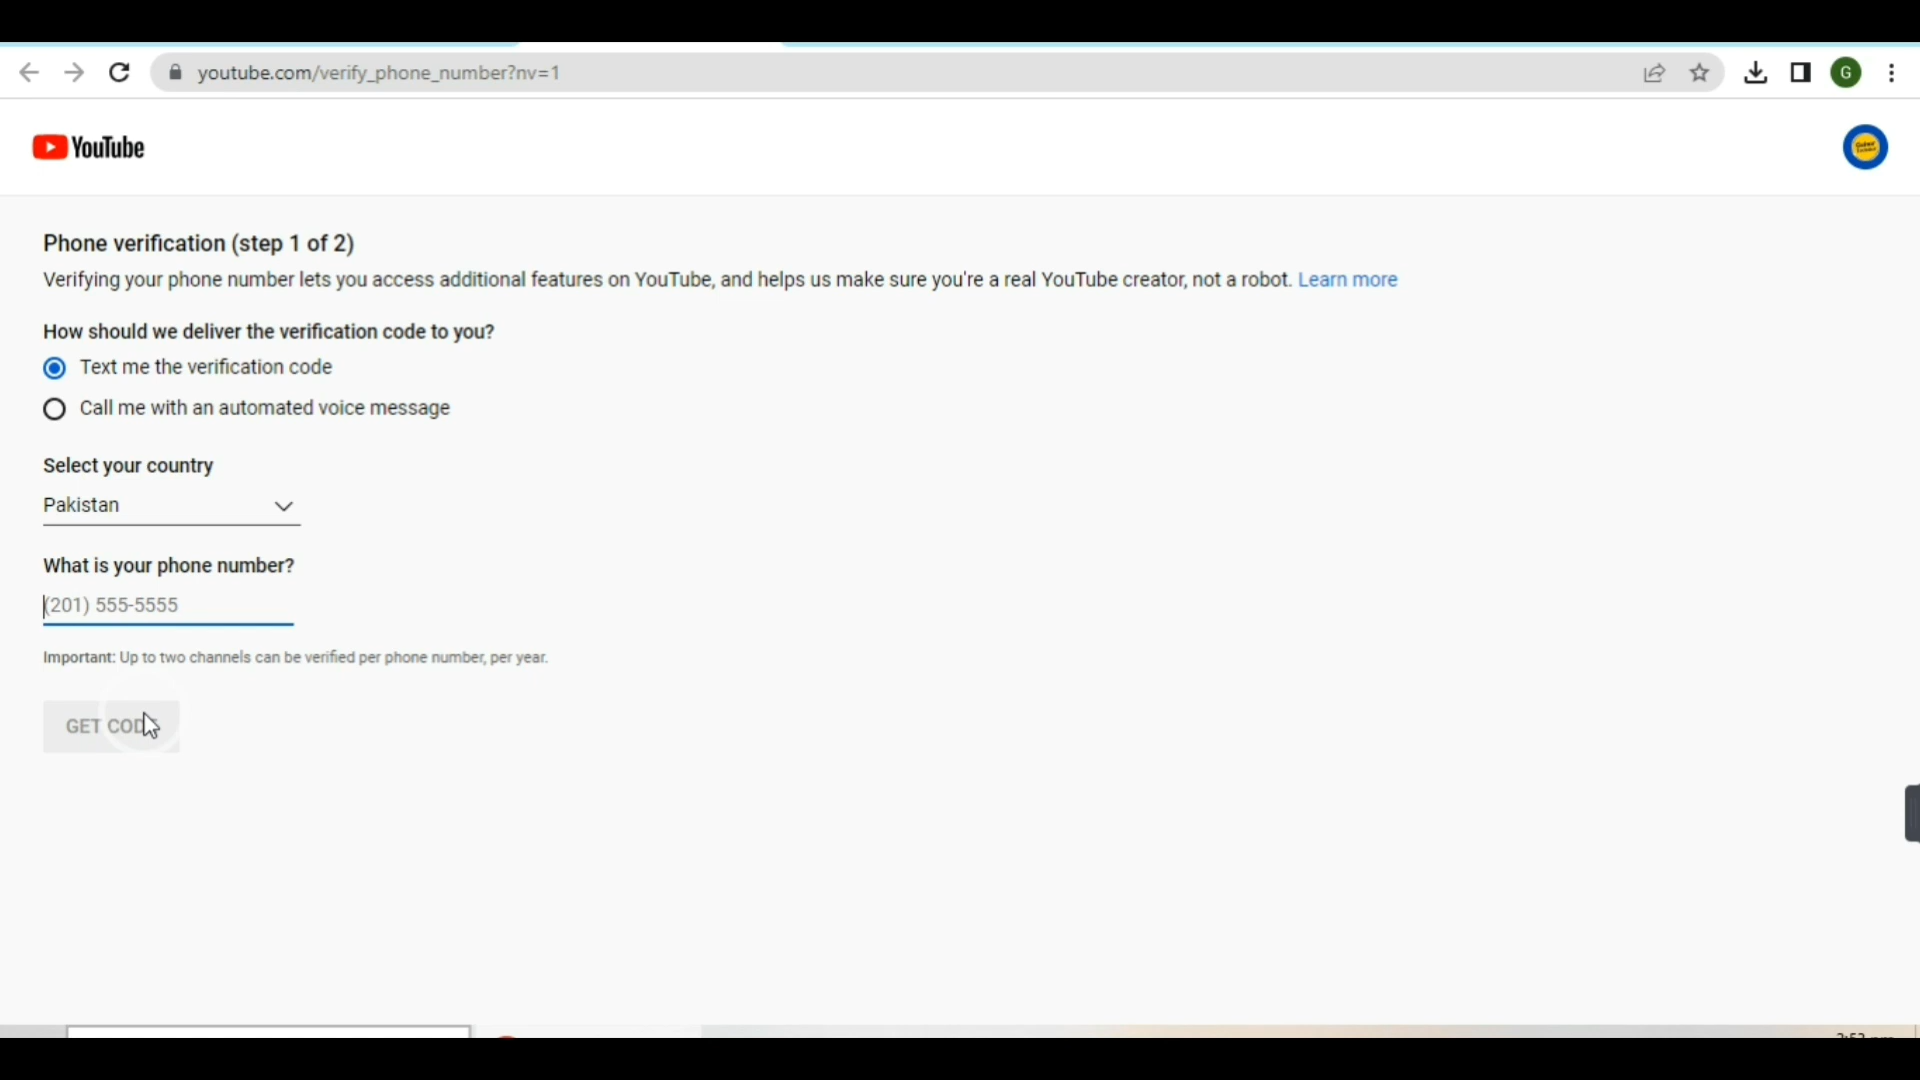 youtube.com/verify_phone_number?nv=1
G
YouTube
Phone verification (step 1 of 2)
Verifying your phone number lets you access additional features on YouTube, and helps us make sure you're a real YouTube creator, not a robot. Learn more
How should we deliver the verification code to you?
Text me the verification code
Call me with an automated voice message
Select your country
Pakistan
What is your phone number?
(201) 555-5555
Important: Up to two channels can be verified per phone number, per year.
GET CODE